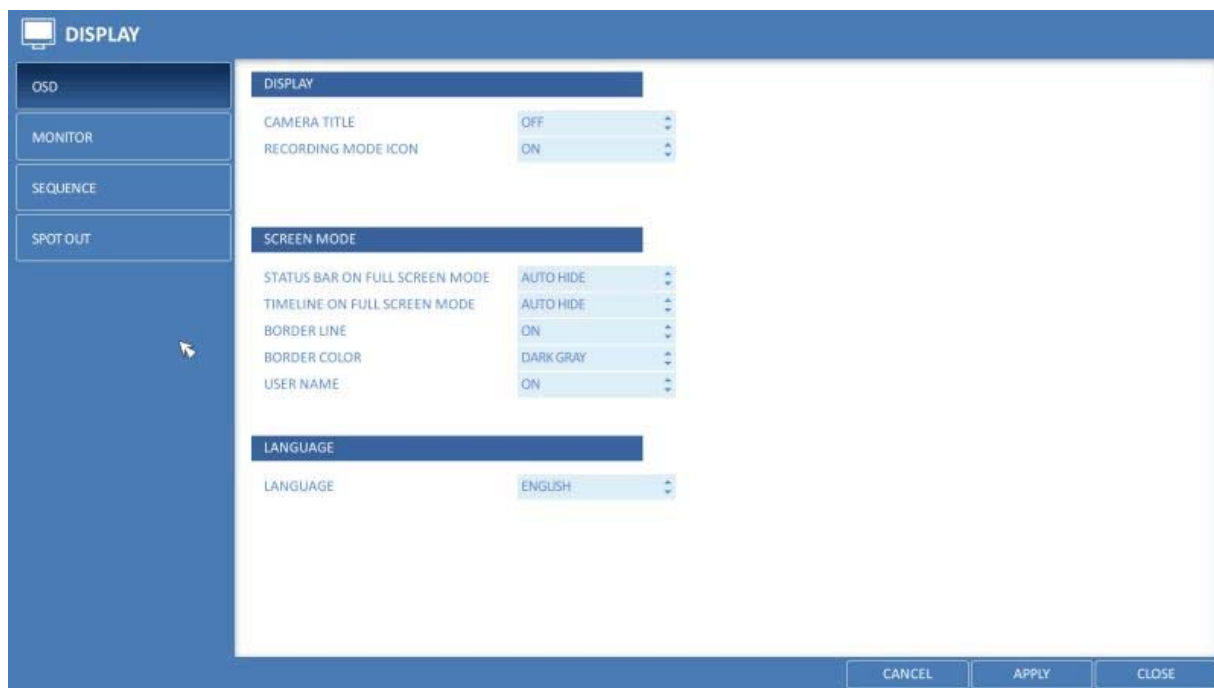 DISPLAY
OSD
MONITOR
SEQUENCE
SPOT OUT
DISPLAY
CAMERA TITLE OFF
RECORDING MODE ICON ON
SCREEN MODE
STATUS BAR ON FULL SCREEN MODE AUTO HIDE
TIMELINE ON FULL SCREEN MODE AUTO HIDE
BORDER LINE ON
BORDER COLOR DARK GRAY
USER NAME ON
LANGUAGE
LANGUAGE ENGLISH
CANCEL APPLY CLOSE